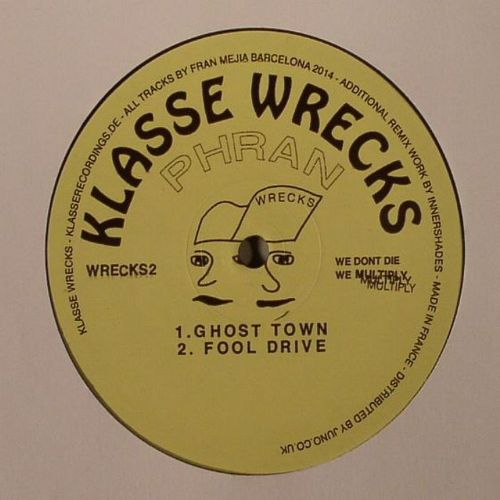 KLASSE WRECKS - KLASSERECORDINGS.DE - ALL TRACKS BY FRAN MEJIA BARCELONA 2014 - ADDITIONAL REMIX WORK BY INNERSHADES - MADE IN FRANCE - DISTRIBUTED BY JUNO.CO.UK
KLASSE WRECKS
PHRAN
WRECKS
WRECKS2
WE DONT DIE
WE MULTIPLY
MULTIPLY
MULTIPLY
1.GHOST TOWN
2. FOOL DRIVE